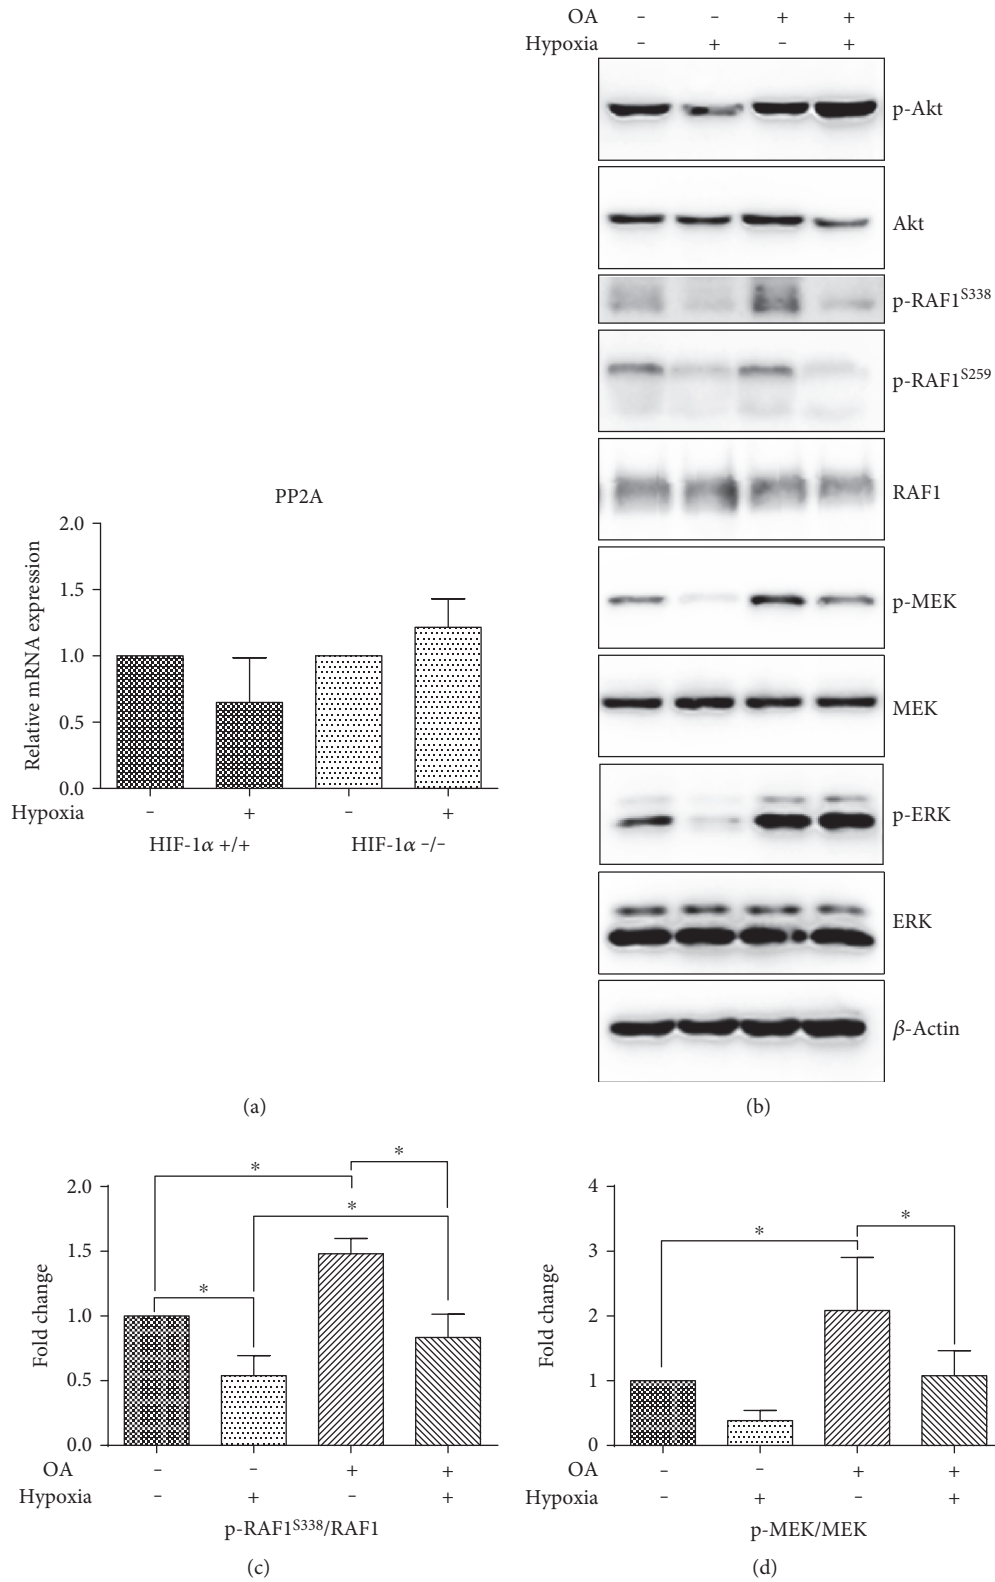 PP2A
2.0
1.5
1.0
0.5
0.0
Relative mRNA expression
Hypoxia - + - +
HIF-1α +/+ HIF-1α -/-
(a)
OA - - + +
Hypoxia - + - +
p-Akt
Akt
p-RAF1S338
p-RAF1S259
RAF1
p-MEK
MEK
p-ERK
ERK
β-Actin
(b)
* * * *
2.0
1.5
1.0
0.5
0.0
Fold change
OA - - + +
Hypoxia - + - +
p-RAF1S338/RAF1
(c)
* *
4
3
2
1
0
Fold change
OA - - + +
Hypoxia - + - +
p-MEK/MEK
(d)